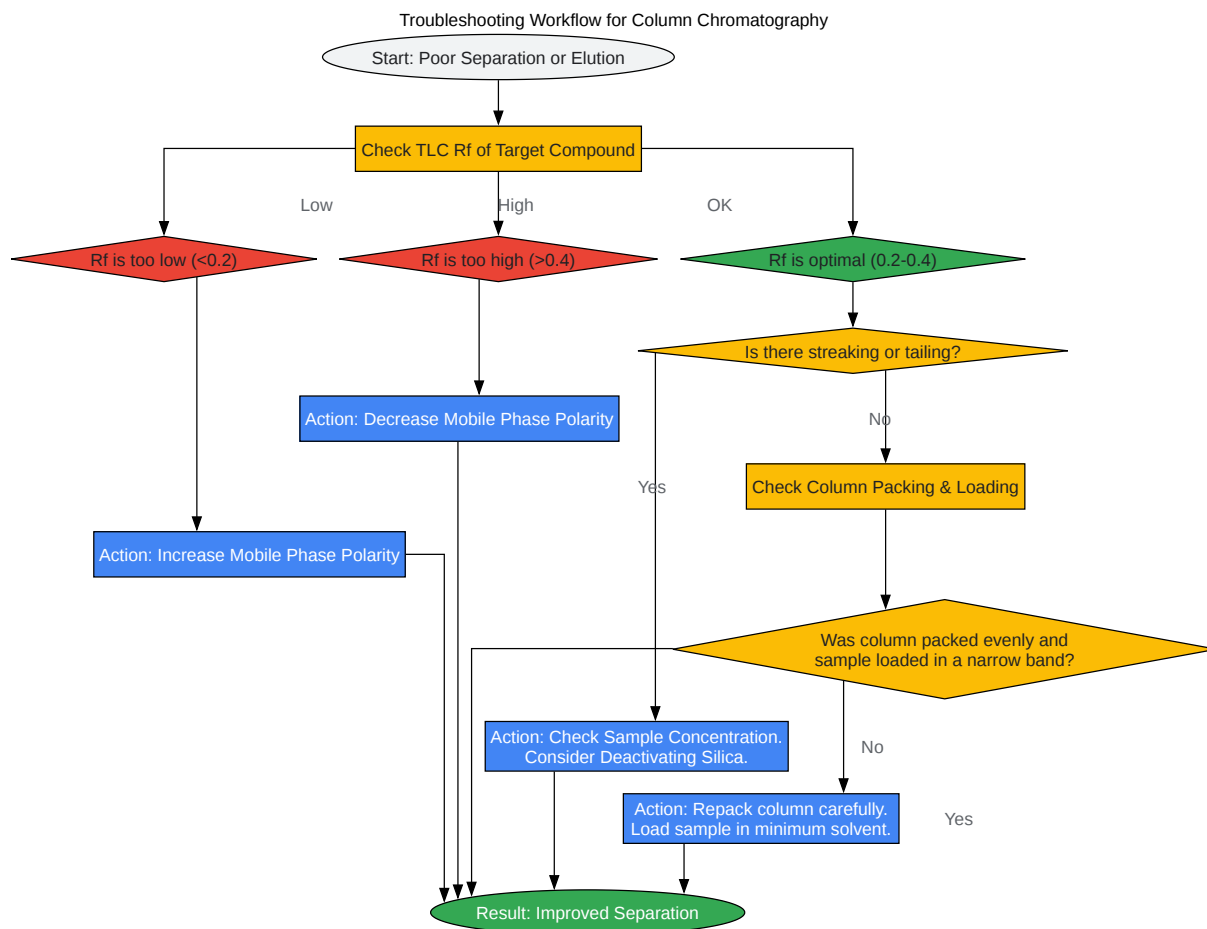 Troubleshooting Workflow for Column Chromatography
Start: Poor Separation or Elution
Check TLC Rf of Target Compound
Low
High
OK
Rf is too low (<0.2)
Rf is too high (>0.4)
Rf is optimal (0.2-0.4)
Is there streaking or tailing?
Action: Decrease Mobile Phase Polarity
No
Yes
Check Column Packing & Loading
Action: Increase Mobile Phase Polarity
Was column packed evenly and
sample loaded in a narrow band?
Action: Check Sample Concentration.
Consider Deactivating Silica.
No
Action: Repack column carefully.
Load sample in minimum solvent.
Yes
Result: Improved Separation